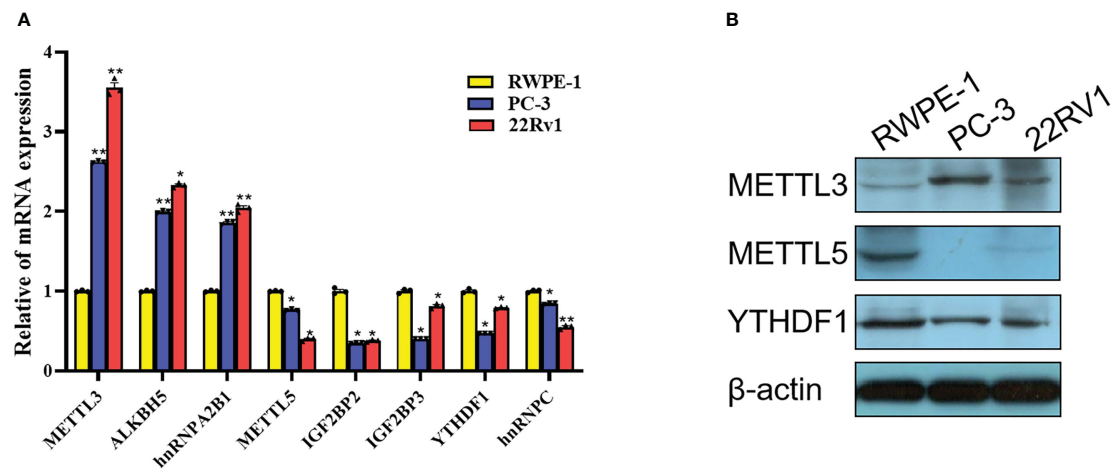 A
Relative of mRNA expression
4
3
2
1
0
** **
** *
** **
* *
* *
* *
* *
* **
RWPE-1
PC-3
22Rv1
METTL3
ALKBH5
hnRNPA2B1
METTL5
IGF2BP2
IGF2BP3
YTHDF1
hnRNPC
B
RWPE-1
PC-3
22RV1
METTL3
METTL5
YTHDF1
β-actin